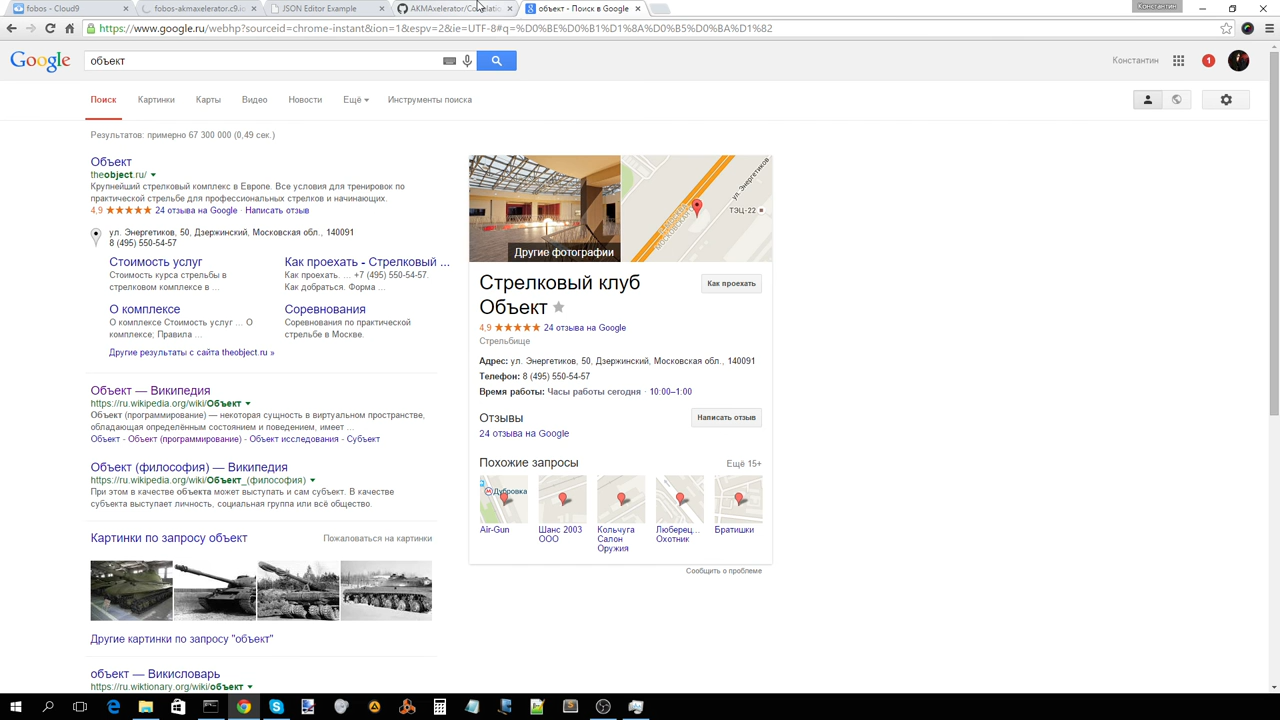 fobos - Cloud9
fobos-akmaxelerator.c9.io
JSON Editor Example
объект - Поиск в Google
Константин
https://www.google.ru/webhp?sourceid=chrome-instant&ion=1&espv=2&ie=UTF-8#q=%D0%BE%D0%B1%D1%8A%D0%B5%D0%BA%D1%82
Google
объект
Константин
1
Поиск
Картинки
Карты
Видео
Новости
Ещё
Инструменты поиска
Результатов: примерно 67 300 000 (0,49 сек.)
Объект
theobject.ru/
Крупнейший стрелковый комплекс в Европе. Все условия для тренировок по
практической стрельбе для профессиональных стрелков и начинающих.
4,9 ★★★★★ 24 отзыва на Google · Написать отзыв
ул. Энергетиков, 50, Дзержинский, Московская обл., 140091
8 (495) 550-54-57
Стоимость услуг
Стоимость курса стрельбы в
стрелковом комплексе в ...
Как проехать - Стрелковый ...
Как проехать. ... +7 (495) 550-54-57.
Как добраться. Форма ...
О комплексе
О комплексе Стоимость услуг ... О
комплексе; Правила ...
Соревнования
Соревнования по практической
стрельбе в Москве.
Другие результаты с сайта theobject.ru »
Объект — Википедия
https://ru.wikipedia.org/wiki/Объект
Объект (программирование) — некоторая сущность в виртуальном пространстве,
обладающая определённым состоянием и поведением, имеет ...
Объект - Объект (программирование) - Объект исследования - Субъект
Объект (философия) — Википедия
https://ru.wikipedia.org/wiki/Объект_(философия)
При этом в качестве объекта может выступать и сам субъект. В качестве
субъекта выступает личность, социальная группа или всё общество.
Картинки по запросу объект
Пожаловаться на картинки
Другие картинки по запросу "объект"
объект — Викисловарь
https://ru.wiktionary.org/wiki/объект
Другие фотографии
ул. Энергетиков
ТЭЦ-22
Стрелковый клуб
Объект
Как проехать
4,9 ★★★★★ 24 отзыва на Google
Стрельбище
Адрес: ул. Энергетиков, 50, Дзержинский, Московская обл., 140091
Телефон: 8 (495) 550-54-57
Время работы: Часы работы сегодня · 10:00–1:00
Отзывы
Написать отзыв
24 отзыва на Google
Похожие запросы
Ещё 15+
Дубровка
Air-Gun
Шанс 2003
ООО
Кольчуга
Салон
Оружия
Люберец...
Охотник
Братишки
Сообщить о проблеме